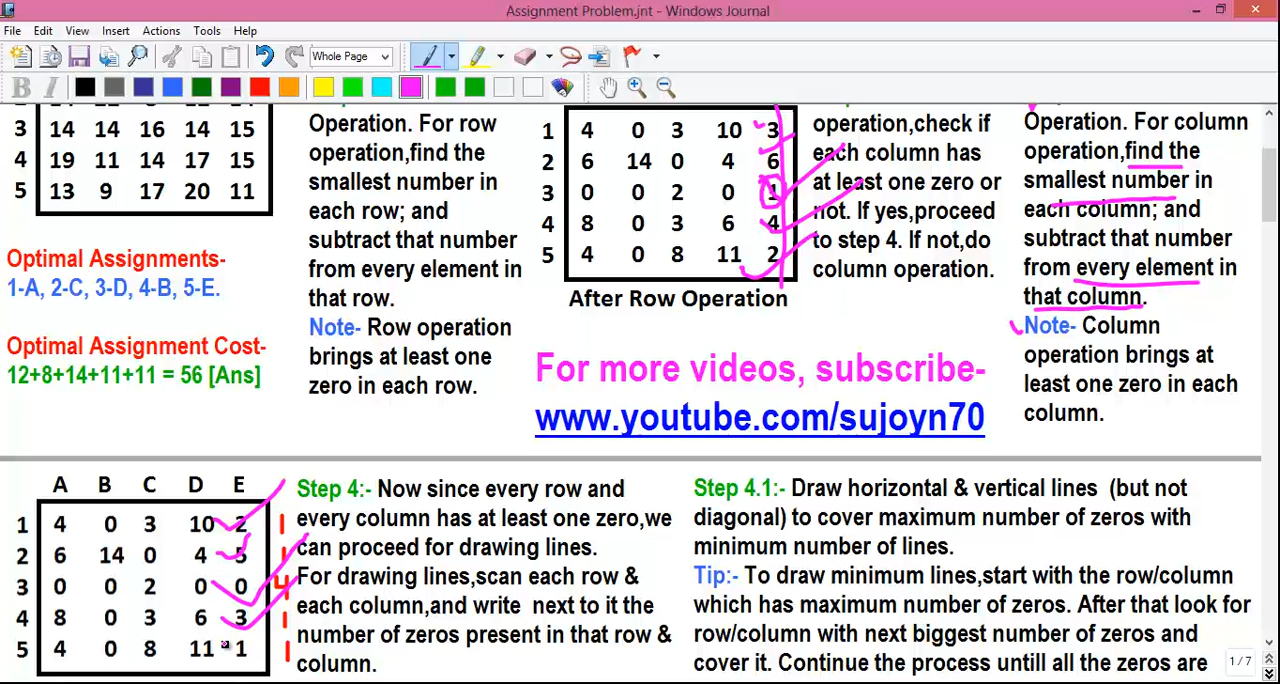 Assignment Problem.jnt - Windows Journal
File Edit View Insert Actions Tools Help
Whole Page
B I
3 14 14 16 14 15
4 19 11 14 17 15
5 13 9 17 20 11
Optimal Assignments-
1-A, 2-C, 3-D, 4-B, 5-E.
Optimal Assignment Cost-
12+8+14+11+11 = 56 [Ans]
Operation. For row
operation,find the
smallest number in
each row; and
subtract that number
from every element in
that row.
Note- Row operation
brings at least one
zero in each row.
1 4 0 3 10 3
2 6 14 0 4 6
3 0 0 2 0 1
4 8 0 3 6 4
5 4 0 8 11 2
After Row Operation
operation,check if
each column has
at least one zero or
not. If yes,proceed
to step 4. If not,do
column operation.
For more videos, subscribe-
www.youtube.com/sujoyn70
Operation. For column
operation,find the
smallest number in
each column; and
subtract that number
from every element in
that column.
Note- Column
operation brings at
least one zero in each
column.
A B C D E
1 4 0 3 10 2 1
2 6 14 0 4 5 1
3 0 0 2 0 0 4
4 8 0 3 6 3 1
5 4 0 8 11 1 1
Step 4:- Now since every row and
every column has at least one zero,we
can proceed for drawing lines.
For drawing lines,scan each row &
each column,and write next to it the
number of zeros present in that row &
column.
Step 4.1:- Draw horizontal & vertical lines (but not
diagonal) to cover maximum number of zeros with
minimum number of lines.
Tip:- To draw minimum lines,start with the row/column
which has maximum number of zeros. After that look for
row/column with next biggest number of zeros and
cover it. Continue the process untill all the zeros are
1 / 7